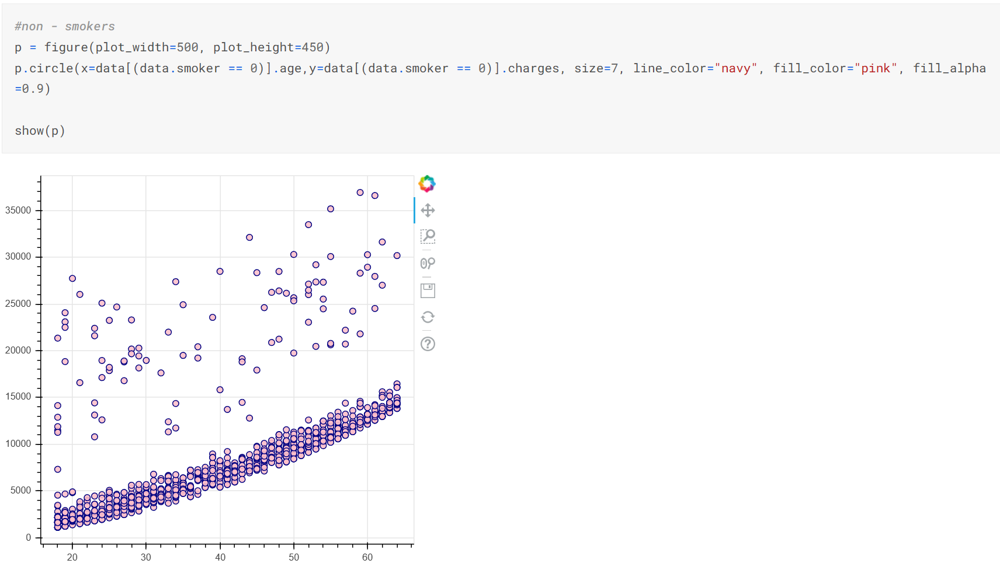 #non - smokers
p = figure(plot_width=500, plot_height=450)
p.circle(x=data[(data.smoker == 0)].age,y=data[(data.smoker == 0)].charges, size=7, line_color="navy", fill_color="pink", fill_alpha
=0.9)
show(p)
35000
30000
25000
20000
15000
10000
5000
0
20 30 40 50 60